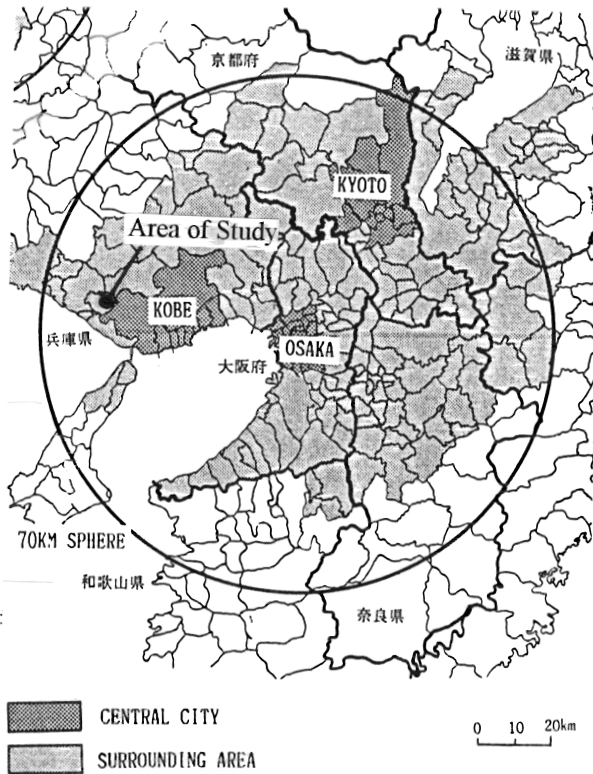 京都府
滋賀県
KYOTO
Area of Study
KOBE
兵庫県
OSAKA
大阪府
70KM SPHERE
和歌山県
奈良県
CENTRAL CITY
0 10 20km
SURROUNDING AREA